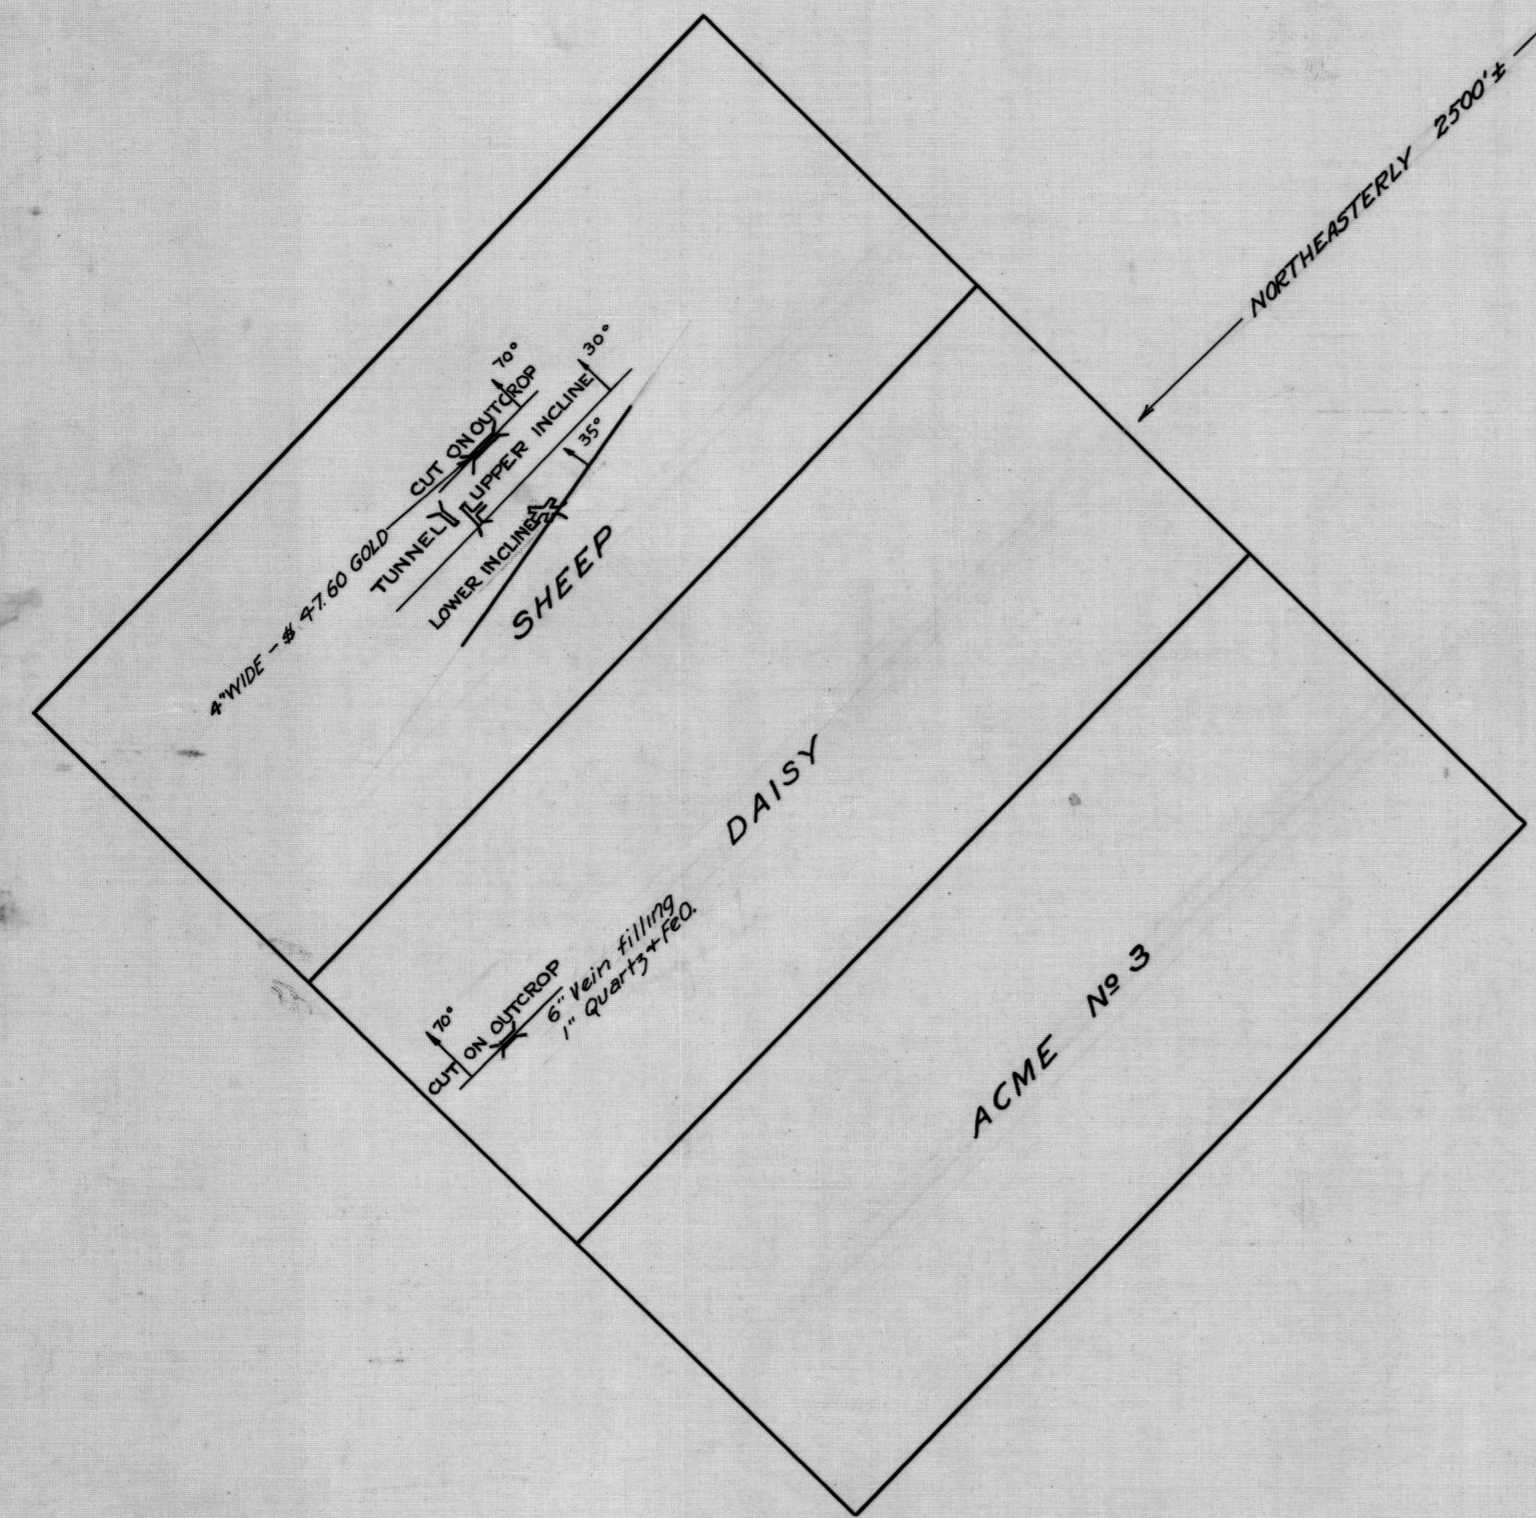 NORTHEASTERLY 2500'±
70°
CUT ON OUTCROP
30°
4" WIDE - $47.60 GOLD
TUNNEL
UPPER INCLINE
35°
LOWER INCLINE
SHEEP
DAISY
70°
CUT ON OUTCROP
6" Vein filling
1" Quartz + FeO.
ACME Nº 3